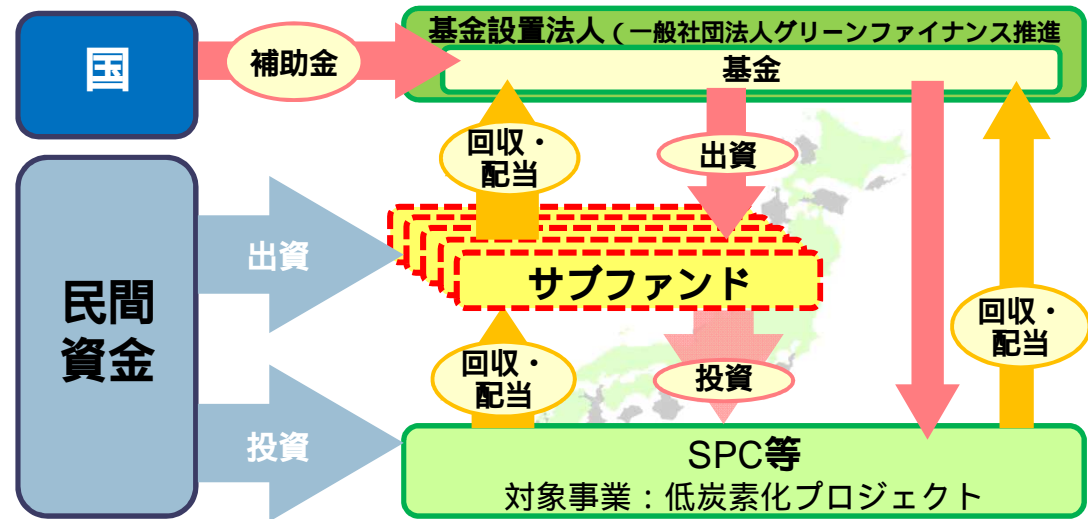 国
補助金
基金設置法人（一般社団法人グリーンファイナンス推進
基金
回収・
配当
出資
出資
サブファンド
民間
資金
回収・
配当
投資
回収・
配当
投資
SPC等
対象事業：低炭素化プロジェクト